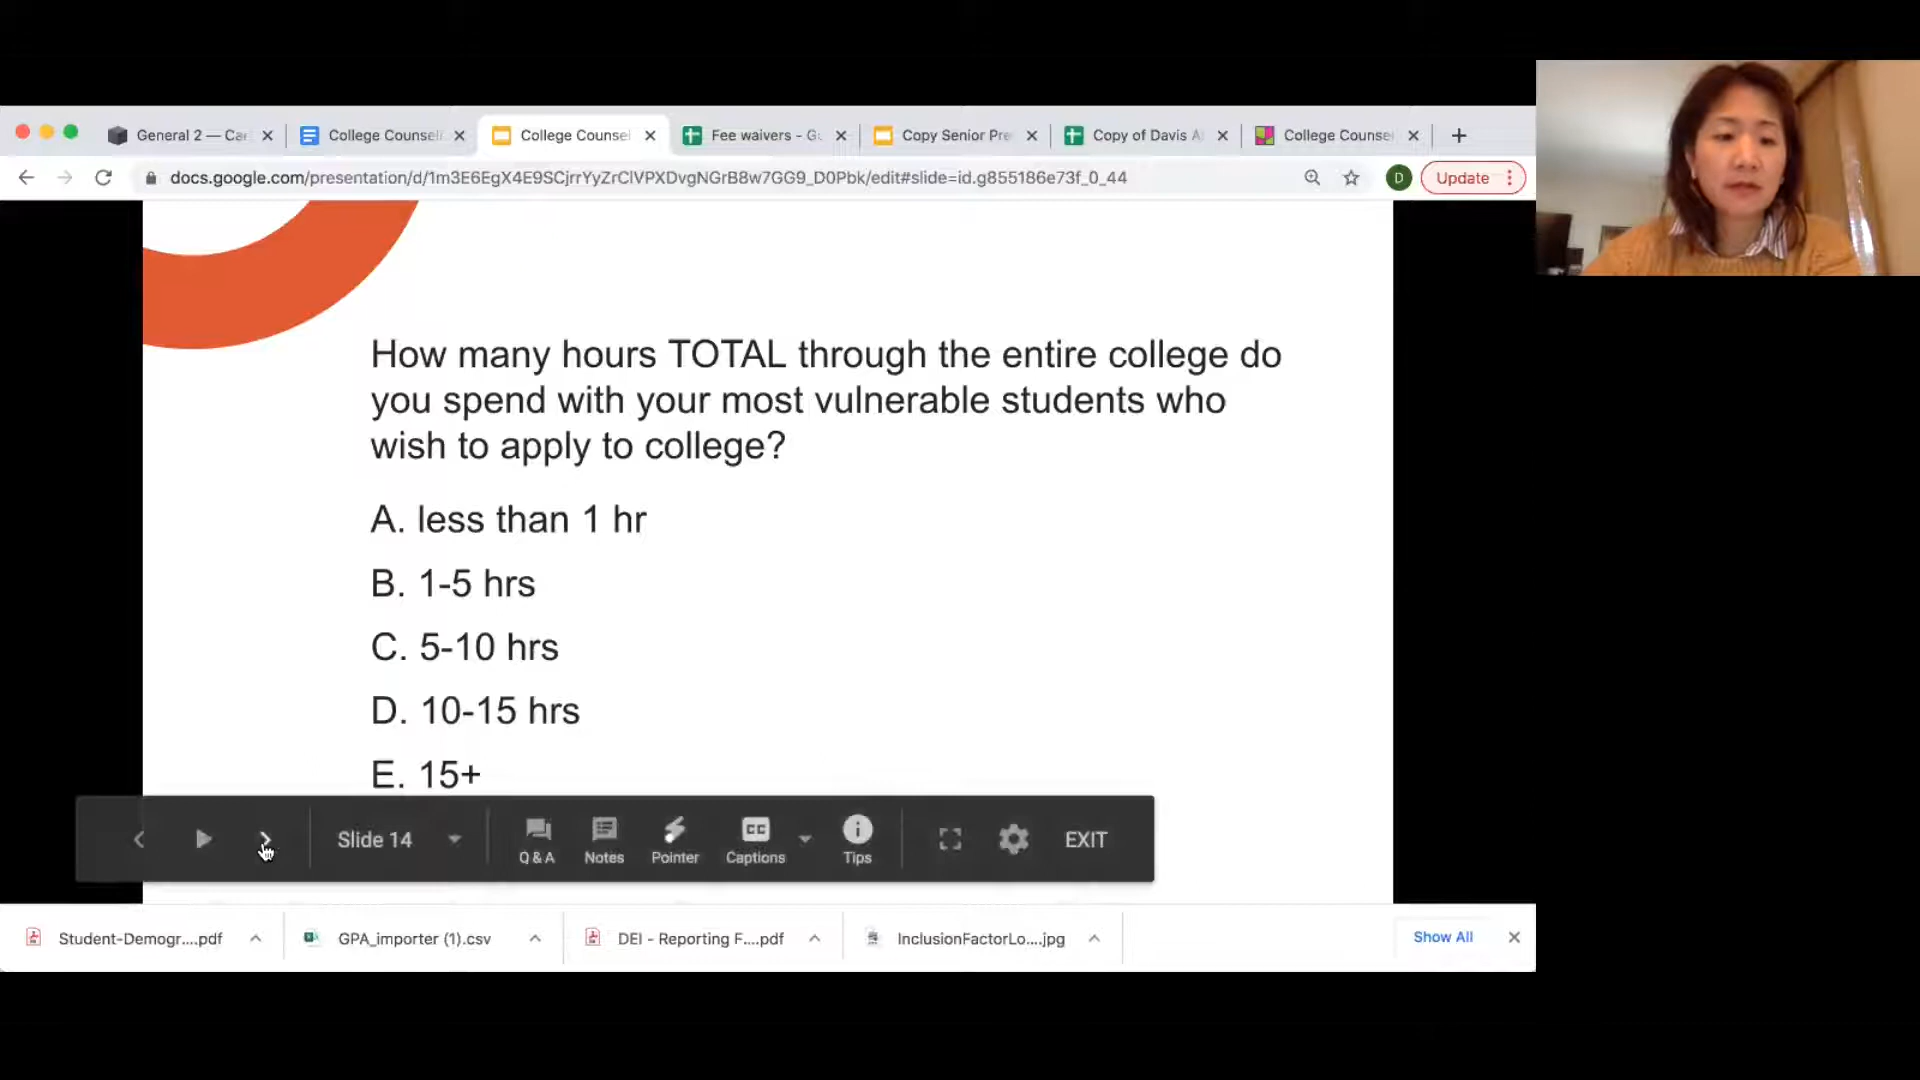 General 2 — Ca
College Counsel
College Counsel
Fee waivers - G
Copy Senior Pre
Copy of Davis A
College Counse
docs.google.com/presentation/d/1m3E6EgX4E9SCjrrYyZrClVPXDvgNGrB8w7GG9_D0Pbk/edit#slide=id.g855186e73f_0_44
D
Update
How many hours TOTAL through the entire college do
you spend with your most vulnerable students who
wish to apply to college?
A. less than 1 hr
B. 1-5 hrs
C. 5-10 hrs
D. 10-15 hrs
E. 15+
Slide 14
Q & A
Notes
Pointer
CC
Captions
Tips
EXIT
Student-Demogr....pdf
GPA_importer (1).csv
DEI - Reporting F....pdf
InclusionFactorLo....jpg
Show All